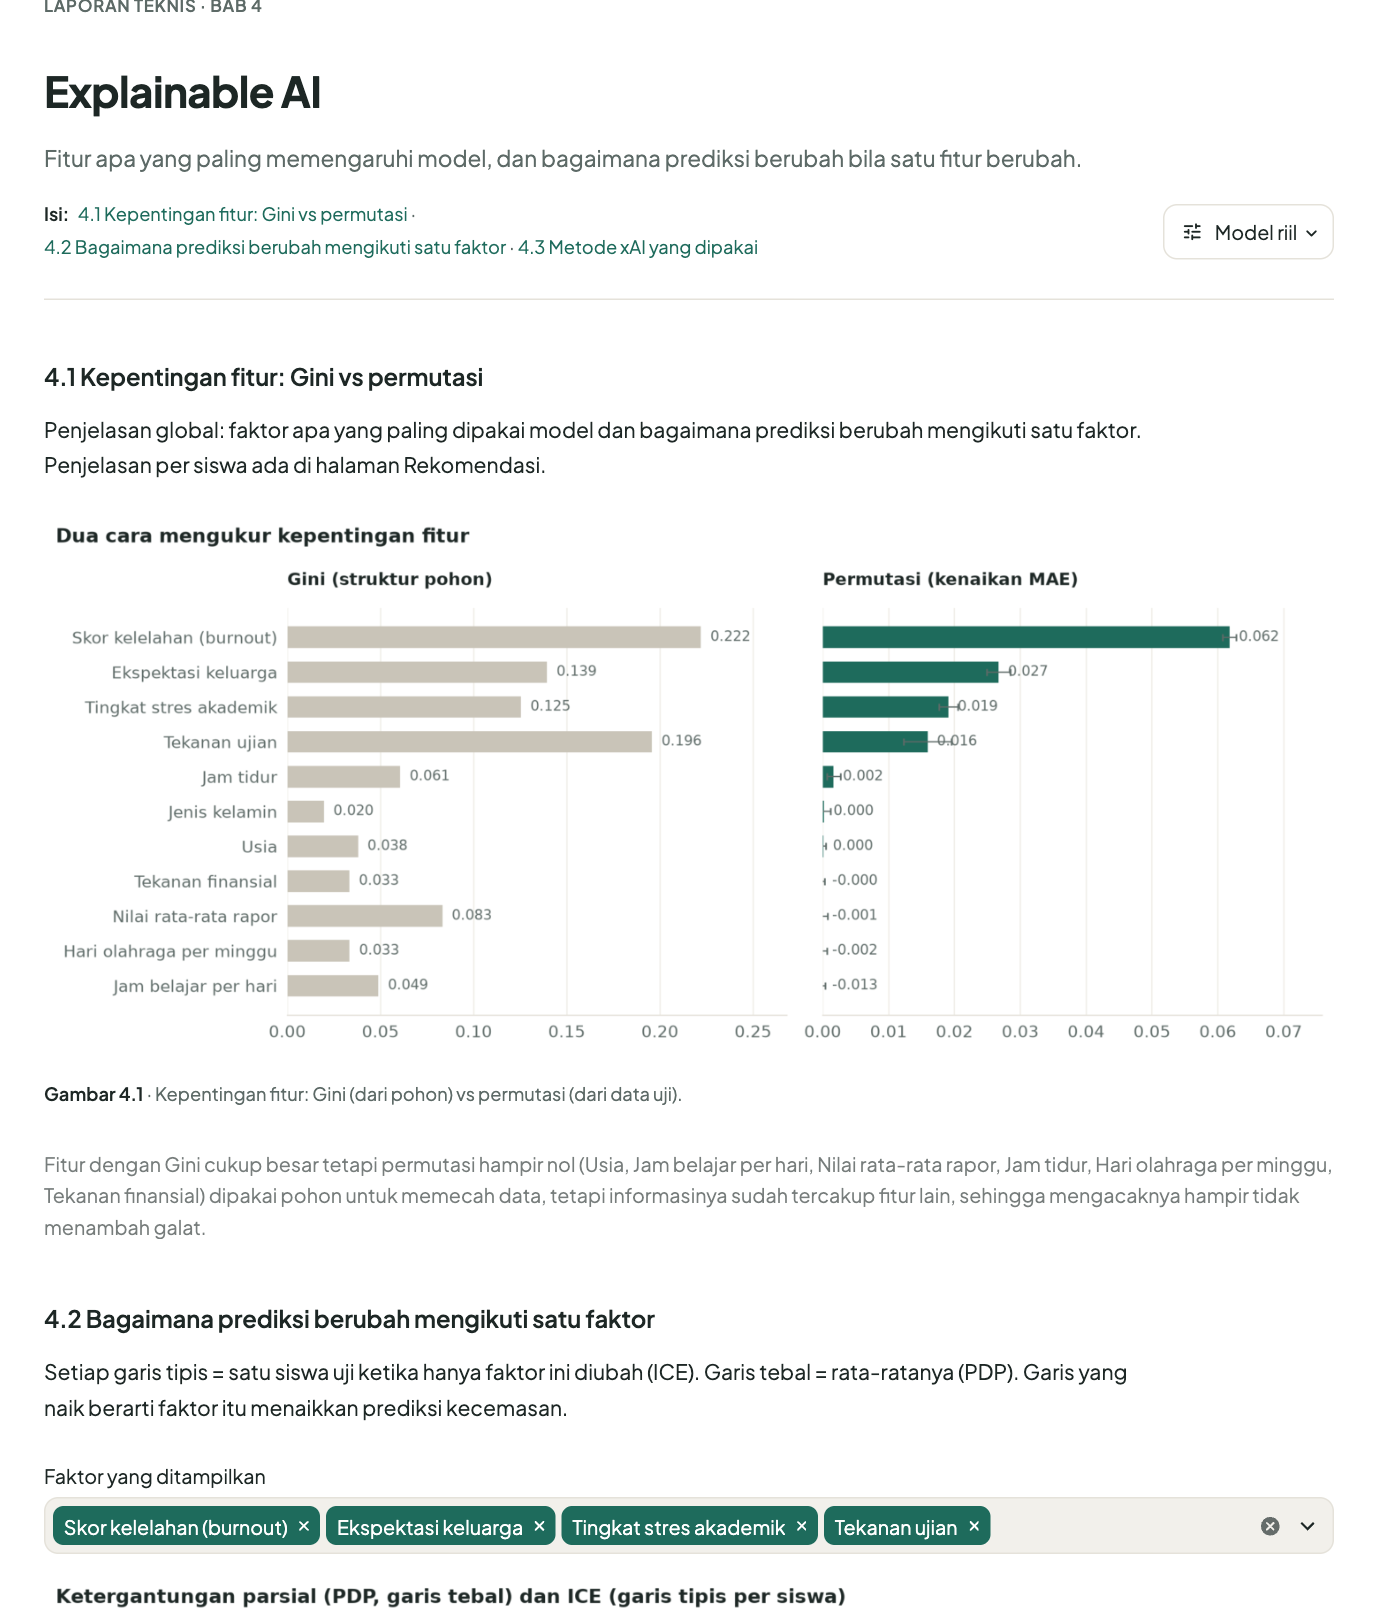 LAPORAN TEKNIS · BAB 4
Explainable AI
Fitur apa yang paling memengaruhi model, dan bagaimana prediksi berubah bila satu fitur berubah.
Isi: 4.1 Kepentingan fitur: Gini vs permutasi ·
4.2 Bagaimana prediksi berubah mengikuti satu faktor · 4.3 Metode xAI yang dipakai
Model riil
4.1 Kepentingan fitur: Gini vs permutasi
Penjelasan global: faktor apa yang paling dipakai model dan bagaimana prediksi berubah mengikuti satu faktor.
Penjelasan per siswa ada di halaman Rekomendasi.
Dua cara mengukur kepentingan fitur
Gini (struktur pohon) Permutasi (kenaikan MAE)
Skor kelelahan (burnout) 0.222 0.062
Ekspektasi keluarga 0.139 0.027
Tingkat stres akademik 0.125 0.019
Tekanan ujian 0.196 0.016
Jam tidur 0.061 0.002
Jenis kelamin 0.020 0.000
Usia 0.038 0.000
Tekanan finansial 0.033 -0.000
Nilai rata-rata rapor 0.083 -0.001
Hari olahraga per minggu 0.033 -0.002
Jam belajar per hari 0.049 -0.013
0.00 0.05 0.10 0.15 0.20 0.25 0.00 0.01 0.02 0.03 0.04 0.05 0.06 0.07
Gambar 4.1 · Kepentingan fitur: Gini (dari pohon) vs permutasi (dari data uji).
Fitur dengan Gini cukup besar tetapi permutasi hampir nol (Usia, Jam belajar per hari, Nilai rata-rata rapor, Jam tidur, Hari olahraga per minggu,
Tekanan finansial) dipakai pohon untuk memecah data, tetapi informasinya sudah tercakup fitur lain, sehingga mengacaknya hampir tidak
menambah galat.
4.2 Bagaimana prediksi berubah mengikuti satu faktor
Setiap garis tipis = satu siswa uji ketika hanya faktor ini diubah (ICE). Garis tebal = rata-ratanya (PDP). Garis yang
naik berarti faktor itu menaikkan prediksi kecemasan.
Faktor yang ditampilkan
Skor kelelahan (burnout) × Ekspektasi keluarga × Tingkat stres akademik × Tekanan ujian ×
Ketergantungan parsial (PDP, garis tebal) dan ICE (garis tipis per siswa)